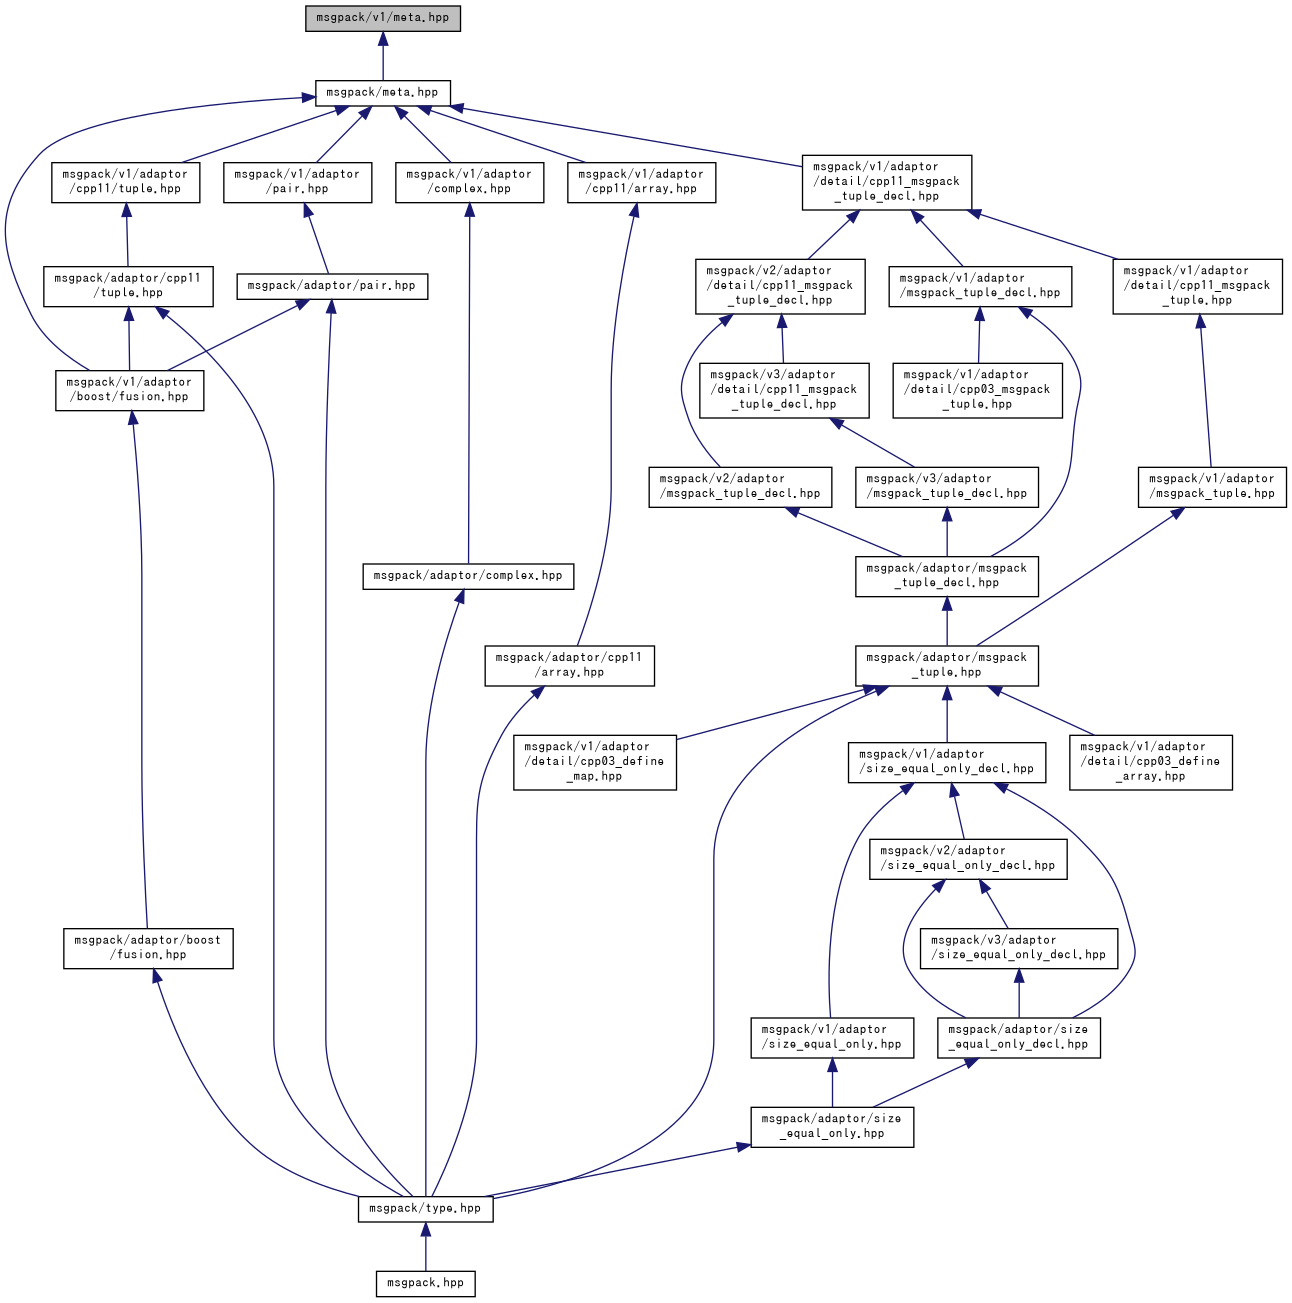 msgpack/v1/meta.hpp
msgpack/meta.hpp
msgpack/v1/adaptor
/cpp11/tuple.hpp
msgpack/v1/adaptor
/pair.hpp
msgpack/v1/adaptor
/complex.hpp
msgpack/v1/adaptor
/cpp11/array.hpp
msgpack/v1/adaptor
/detail/cpp11_msgpack
_tuple_decl.hpp
msgpack/adaptor/cpp11
/tuple.hpp
msgpack/adaptor/pair.hpp
msgpack/v2/adaptor
/detail/cpp11_msgpack
_tuple_decl.hpp
msgpack/v1/adaptor
/msgpack_tuple_decl.hpp
msgpack/v1/adaptor
/detail/cpp11_msgpack
_tuple.hpp
msgpack/v1/adaptor
/boost/fusion.hpp
msgpack/v3/adaptor
/detail/cpp11_msgpack
_tuple_decl.hpp
msgpack/v1/adaptor
/detail/cpp03_msgpack
_tuple.hpp
msgpack/v2/adaptor
/msgpack_tuple_decl.hpp
msgpack/v3/adaptor
/msgpack_tuple_decl.hpp
msgpack/v1/adaptor
/msgpack_tuple.hpp
msgpack/adaptor/complex.hpp
msgpack/adaptor/msgpack
_tuple_decl.hpp
msgpack/adaptor/cpp11
/array.hpp
msgpack/adaptor/msgpack
_tuple.hpp
msgpack/v1/adaptor
/detail/cpp03_define
_map.hpp
msgpack/v1/adaptor
/size_equal_only_decl.hpp
msgpack/v1/adaptor
/detail/cpp03_define
_array.hpp
msgpack/v2/adaptor
/size_equal_only_decl.hpp
msgpack/adaptor/boost
/fusion.hpp
msgpack/v3/adaptor
/size_equal_only_decl.hpp
msgpack/v1/adaptor
/size_equal_only.hpp
msgpack/adaptor/size
_equal_only_decl.hpp
msgpack/adaptor/size
_equal_only.hpp
msgpack/type.hpp
msgpack.hpp